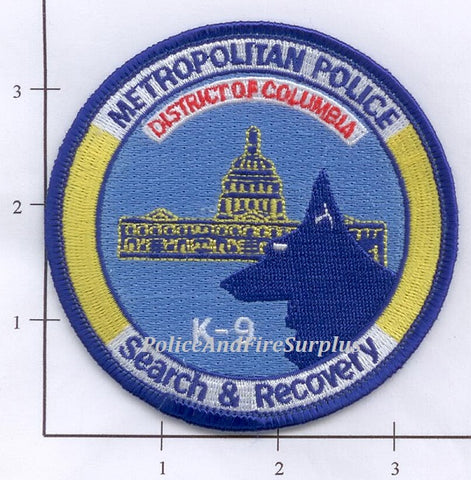 METROPOLITAN POLICE
DISTRICT OF COLUMBIA
K-9
PoliceAndFireSurplus
Search & Recovery
3
2
1
1
2
3